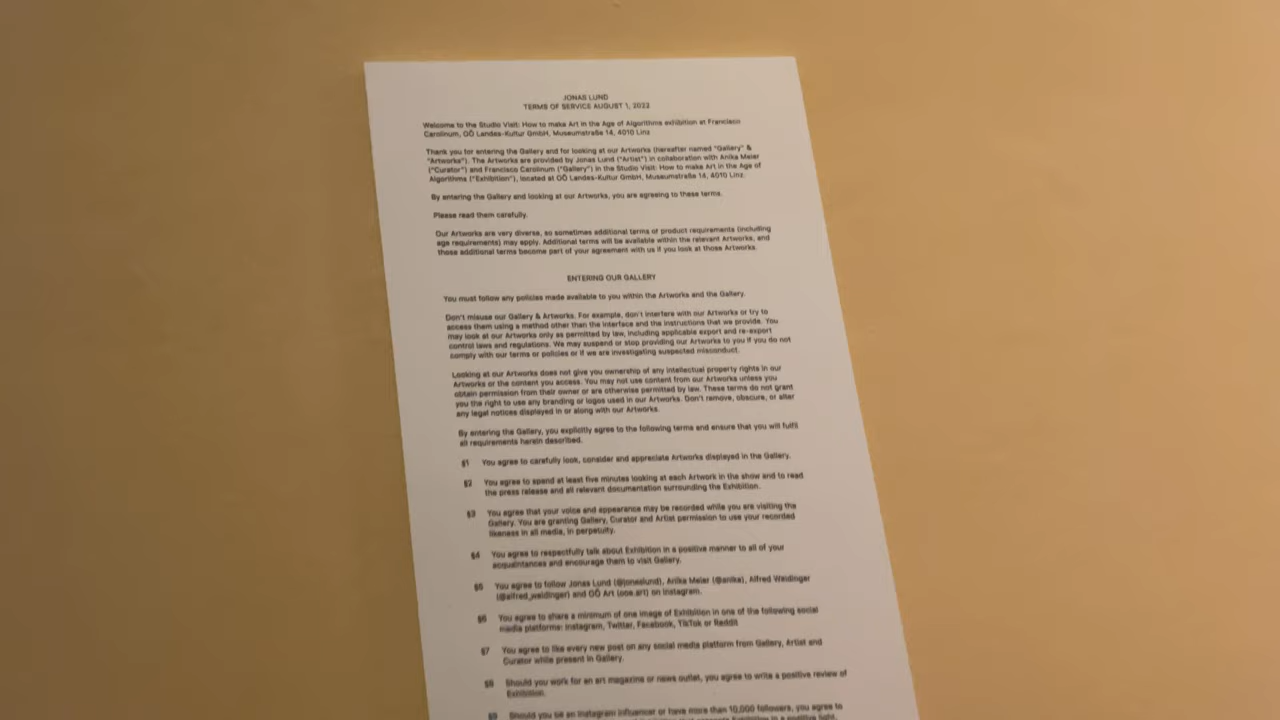 JONAS LUND
TERMS OF SERVICE AUGUST 1, 2022
Welcome to the Studio Visit: How to make Art in the Age of Algorithms exhibition at Francisco
Carolinum, OÖ Landes-Kultur GmbH, Museumstraße 14, 4010 Linz
Thank you for entering the Gallery and for looking at our Artworks (hereafter named "Gallery" &
"Artworks"). The Artworks are provided by Jonas Lund ("Artist") in collaboration with Anika Meier
("Curator") and Francisco Carolinum ("Gallery") in the Studio Visit: How to make Art in the Age of
Algorithms ("Exhibition"), located at OÖ Landes-Kultur GmbH, Museumstraße 14, 4010 Linz.
By entering the Gallery and looking at our Artworks, you are agreeing to these terms.
Please read them carefully.
Our Artworks are very diverse, so sometimes additional terms or product requirements (including
age requirements) may apply. Additional terms will be available within the relevant Artworks, and
those additional terms become part of your agreement with us if you look at those Artworks.
ENTERING OUR GALLERY
You must follow any policies made available to you within the Artworks and the Gallery.
Don't misuse our Gallery & Artworks. For example, don't interfere with our Artworks or try to
access them using a method other than the interface and the instructions that we provide. You
may look at our Artworks only as permitted by law, including applicable export and re-export
control laws and regulations. We may suspend or stop providing our Artworks to you if you do not
comply with our terms or policies or if we are investigating suspected misconduct.
Looking at our Artworks does not give you ownership of any intellectual property rights in our
Artworks or the content you access. You may not use content from our Artworks unless you
obtain permission from their owner or are otherwise permitted by law. These terms do not grant
you the right to use any branding or logos used in our Artworks. Don't remove, obscure, or alter
any legal notices displayed in or along with our Artworks.
By entering the Gallery, you explicitly agree to the following terms and ensure that you will fulfil
all requirements herein described.
§1 You agree to carefully look, consider and appreciate Artworks displayed in the Gallery.
§2 You agree to spend at least five minutes looking at each Artwork in the show and to read
the press release and all relevant documentation surrounding the Exhibition.
§3 You agree that your voice and appearance may be recorded while you are visiting the
Gallery. You are granting Gallery, Curator and Artist permission to use your recorded
likeness in all media, in perpetuity.
§4 You agree to respectfully talk about Exhibition in a positive manner to all of your
acquaintances and encourage them to visit Gallery.
§5 You agree to follow Jonas Lund (@jonaslund), Anika Meier (@anika), Alfred Weidinger
(@alfred_weidinger) and OÖ Art (ooe.art) on Instagram.
§6 You agree to share a minimum of one image of Exhibition in one of the following social
media platforms: Instagram, Twitter, Facebook, TikTok or Reddit
§7 You agree to like every new post on any social media platform from Gallery, Artist and
Curator while present in Gallery.
§8 Should you work for an art magazine or news outlet, you agree to write a positive review of
Exhibition.
§9 Should you be an Instagram influencer or have more than 10,000 followers, you agree to
Exhibition in a positive light.